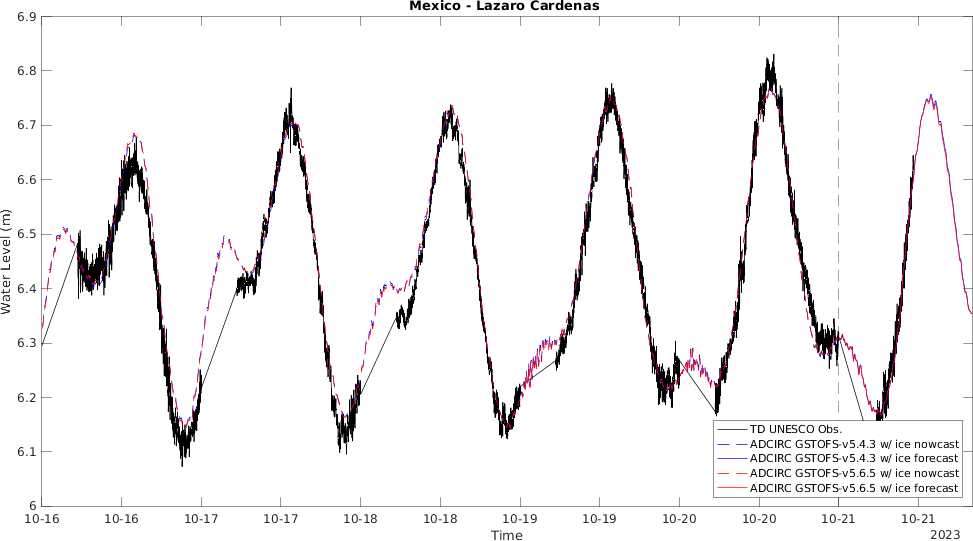 Mexico - Lazaro Cardenas
6.9
6.8
6.7
6.6
6.5
6.4
6.3
6.2
6.1
6
Water Level (m)
TD UNESCO Obs.
ADCIRC GSTOFS-v5.4.3 w/ ice nowcast
ADCIRC GSTOFS-v5.4.3 w/ ice forecast
ADCIRC GSTOFS-v5.6.5 w/ ice nowcast
ADCIRC GSTOFS-v5.6.5 w/ ice forecast
10-16 10-16 10-17 10-17 10-18 10-18 10-19 10-19 10-20 10-20 10-21 10-21
2023
Time